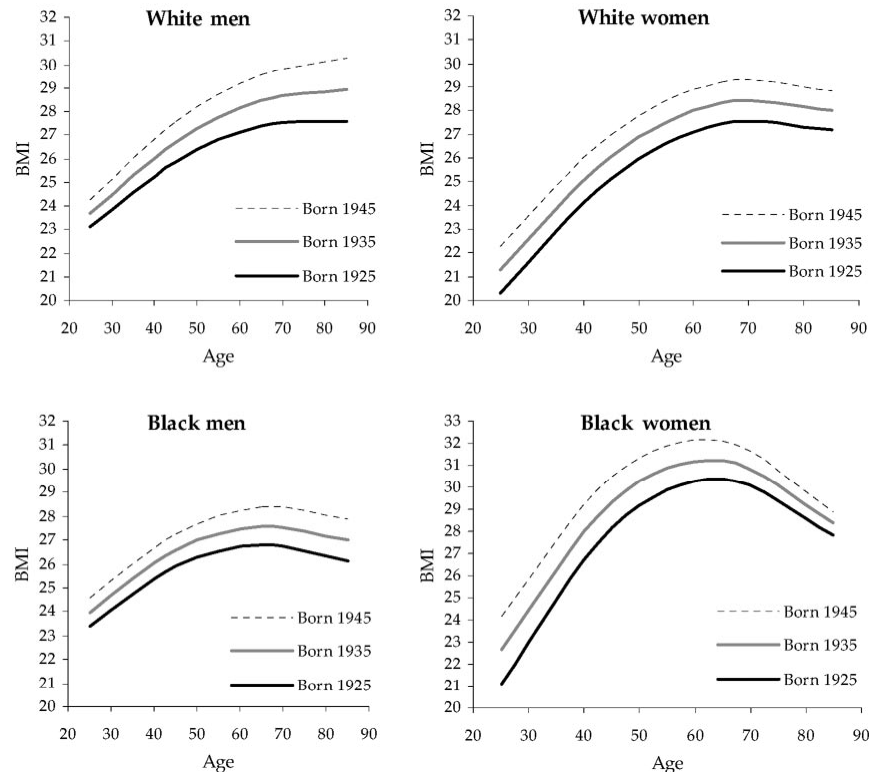 White men
32
31
30
29
28
27
26
25
24
23
22
21
20
BMI
Born 1945
Born 1935
Born 1925
20 30 40 50 60 70 80 90
Age
White women
32
31
30
29
28
27
26
25
24
23
22
21
20
BMI
Born 1945
Born 1935
Born 1925
20 30 40 50 60 70 80 90
Age
Black men
32
31
30
29
28
27
26
25
24
23
22
21
20
BMI
Born 1945
Born 1935
Born 1925
20 30 40 50 60 70 80 90
Age
Black women
33
32
31
30
29
28
27
26
25
24
23
22
21
20
BMI
Born 1945
Born 1935
Born 1925
20 30 40 50 60 70 80 90
Age